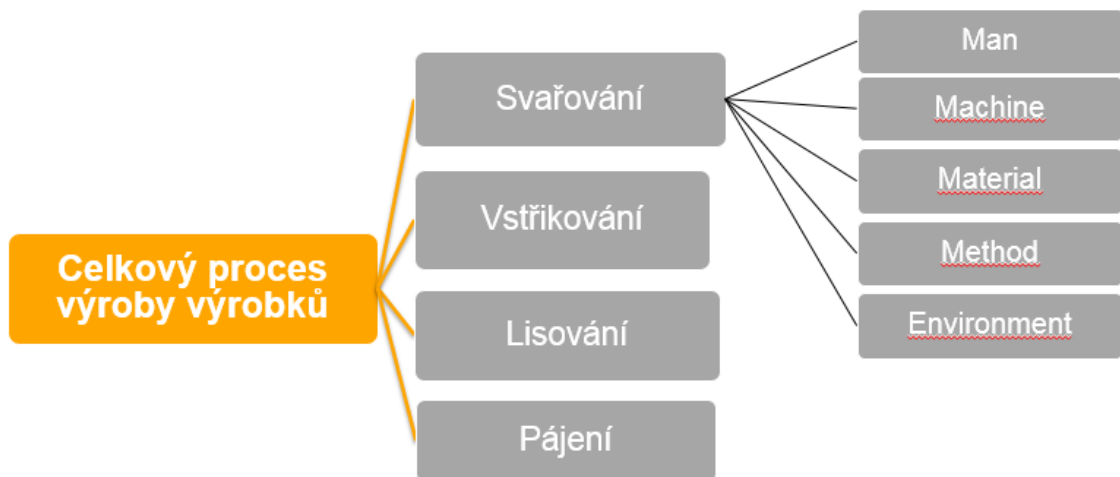 Celkový proces
výroby výrobků
Svařování
Vstřikování
Lisování
Pájení
Man
Machine
Material
Method
Environment